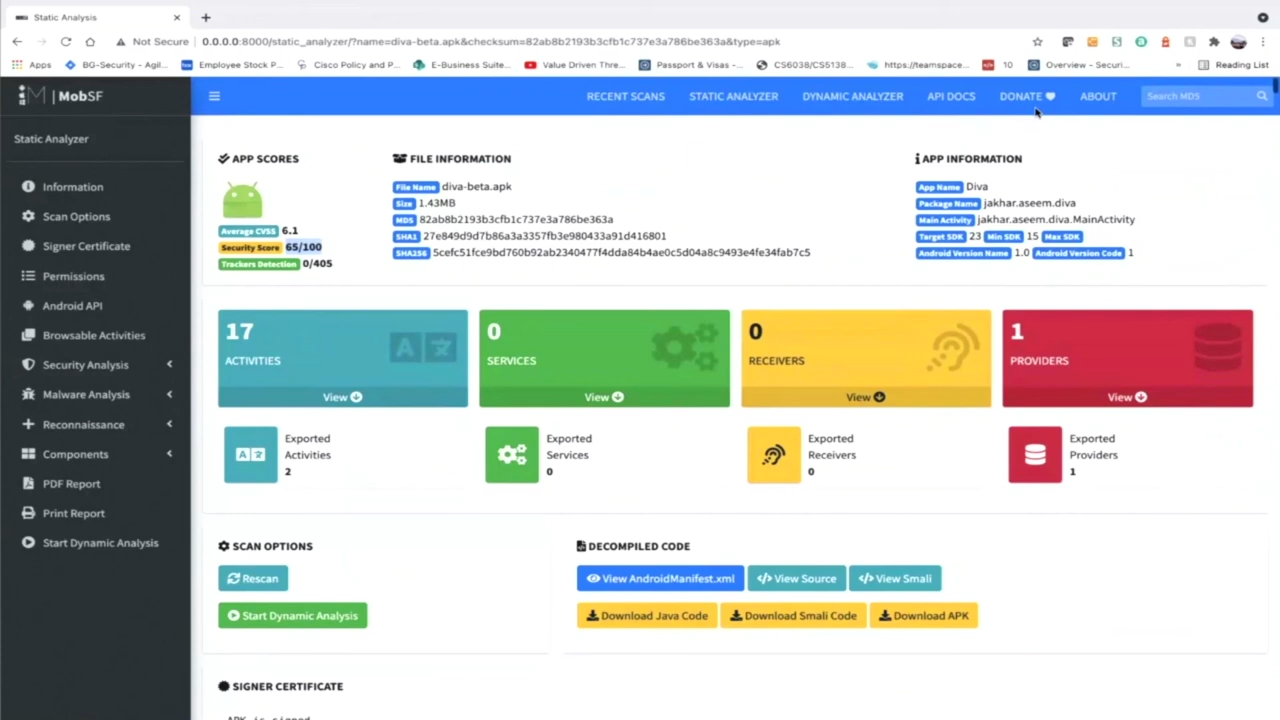 Static Analysis
Not Secure | 0.0.0.0:8000/static_analyzer/?name=diva-beta.apk&checksum=82ab8b2193b3cfb1c737e3a786be363a&type=apk
Apps BG-Security - Agil... Employee Stock P... Cisco Policy and P... E-Business Suite... Value Driven Thre... Passport & Visas -... CS6038/CS5138... https://teamspace... 10 Overview - Securi... » Reading List
MobSF
RECENT SCANS STATIC ANALYZER DYNAMIC ANALYZER API DOCS DONATE ABOUT Search MD5
Static Analyzer
Information
Scan Options
Signer Certificate
Permissions
Android API
Browsable Activities
Security Analysis
Malware Analysis
Reconnaissance
Components
PDF Report
Print Report
Start Dynamic Analysis
APP SCORES
Average CVSS 6.1
Security Score 65/100
Trackers Detection 0/405
FILE INFORMATION
File Name diva-beta.apk
Size 1.43MB
MD5 82ab8b2193b3cfb1c737e3a786be363a
SHA1 27e849d9d7b86a3a3357fb3e980433a91d416801
SHA256 5cefc51fce9bd760b92ab2340477f4dda84b4ae0c5d04a8c9493e4fe34fab7c5
APP INFORMATION
App Name Diva
Package Name jakhar.aseem.diva
Main Activity jakhar.aseem.diva.MainActivity
Target SDK 23 Min SDK 15 Max SDK
Android Version Name 1.0 Android Version Code 1
17
ACTIVITIES
View
0
SERVICES
View
0
RECEIVERS
View
1
PROVIDERS
View
Exported
Activities
2
Exported
Services
0
Exported
Receivers
0
Exported
Providers
1
SCAN OPTIONS
Rescan
Start Dynamic Analysis
DECOMPILED CODE
View AndroidManifest.xml View Source View Smali
Download Java Code Download Smali Code Download APK
SIGNER CERTIFICATE
APK is signed